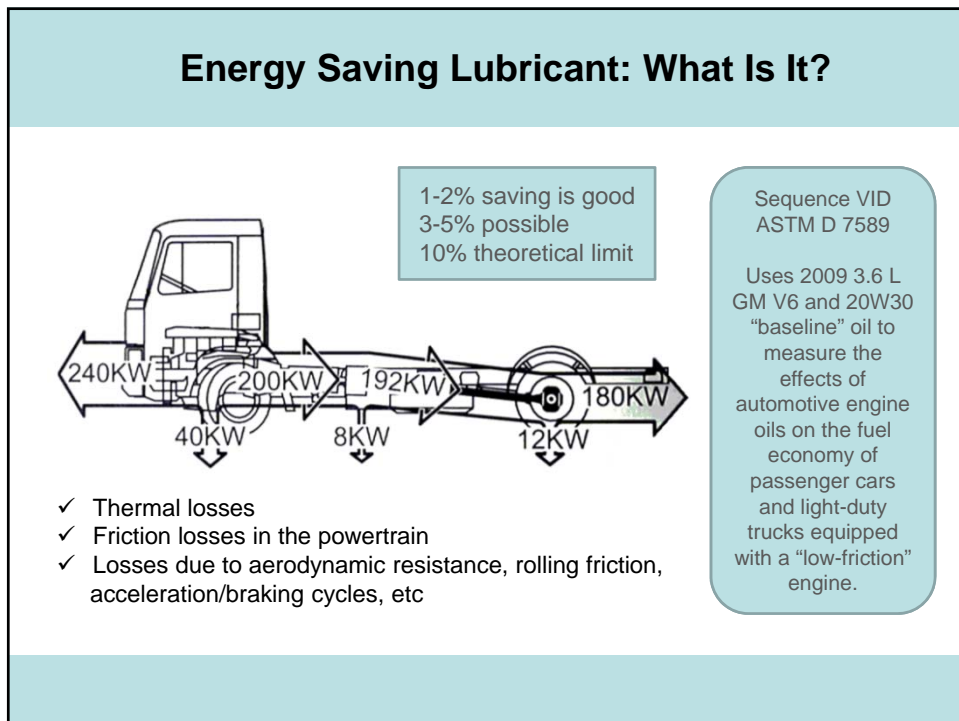 Energy Saving Lubricant: What Is It?
1-2% saving is good
3-5% possible
10% theoretical limit
Sequence VID
ASTM D 7589
Uses 2009 3.6 L
GM V6 and 20W30
“baseline” oil to
measure the
effects of
automotive engine
oils on the fuel
economy of
passenger cars
and light-duty
trucks equipped
with a “low-friction”
engine.
240KW
200KW
192KW
180KW
40KW
8KW
12KW
✓ Thermal losses
✓ Friction losses in the powertrain
✓ Losses due to aerodynamic resistance, rolling friction,
acceleration/braking cycles, etc